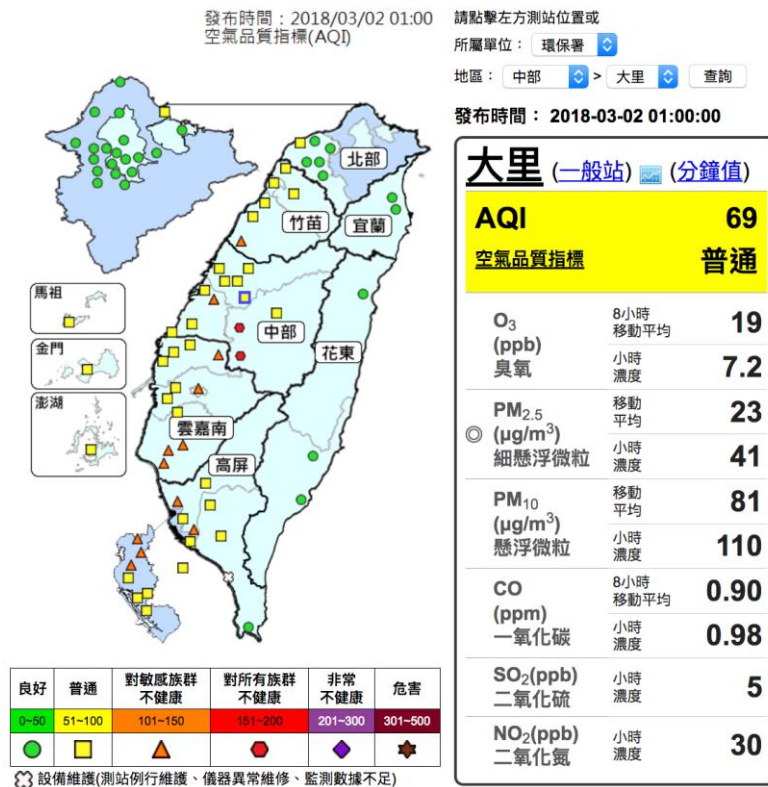 發布時間：2018/03/02 01:00
空氣品質指標(AQI)
北部
竹苗
宜蘭
馬祖
中部
花東
金門
澎湖
雲嘉南
高屏
良好 普通 對敏感族群不健康 對所有族群不健康 非常不健康 危害
0~50 51~100 101~150 151~200 201~300 301~500
設備維護(測站例行維護、儀器異常維修、監測數據不足)
請點擊左方測站位置或
所屬單位： 環保署
地區： 中部 > 大里 查詢
發布時間： 2018-03-02 01:00:00
大里 (一般站) (分鐘值)
AQI 69
空氣品質指標 普通
O3 (ppb) 臭氧
8小時移動平均 19
小時濃度 7.2
PM2.5 (μg/m3) 細懸浮微粒
移動平均 23
小時濃度 41
PM10 (μg/m3) 懸浮微粒
移動平均 81
小時濃度 110
CO (ppm) 一氧化碳
8小時移動平均 0.90
小時濃度 0.98
SO2(ppb) 二氧化硫
小時濃度 5
NO2(ppb) 二氧化氮
小時濃度 30